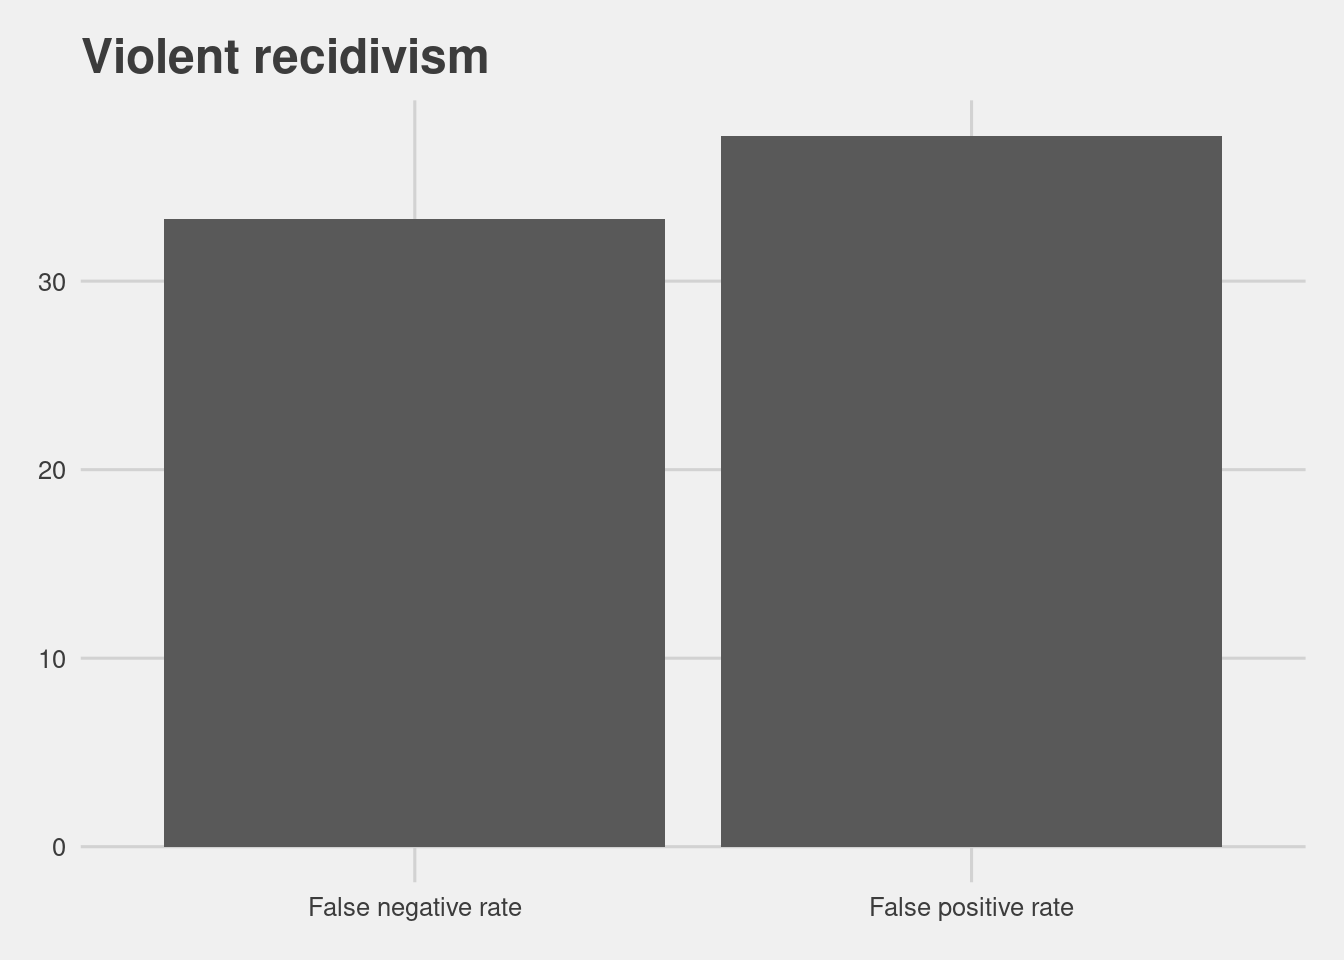 Violent recidivism
30
20
10
0
False negative rate
False positive rate